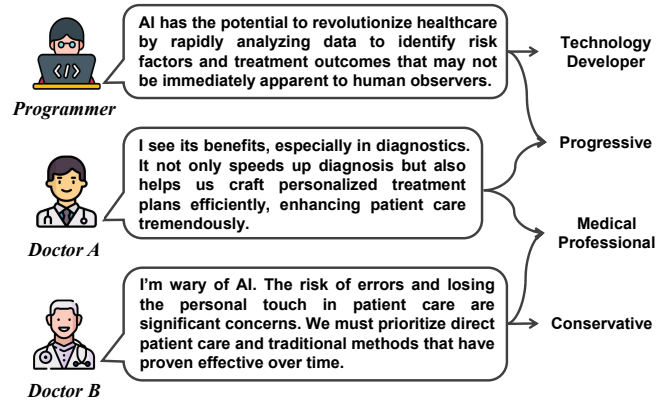 AI has the potential to revolutionize healthcare
by rapidly analyzing data to identify risk
factors and treatment outcomes that may not
be immediately apparent to human observers.
</>
Programmer
Technology
Developer
I see its benefits, especially in diagnostics.
It not only speeds up diagnosis but also
helps us craft personalized treatment
plans efficiently, enhancing patient care
tremendously.
Doctor A
Progressive
Medical
Professional
I'm wary of AI. The risk of errors and losing
the personal touch in patient care are
significant concerns. We must prioritize direct
patient care and traditional methods that have
proven effective over time.
Doctor B
Conservative